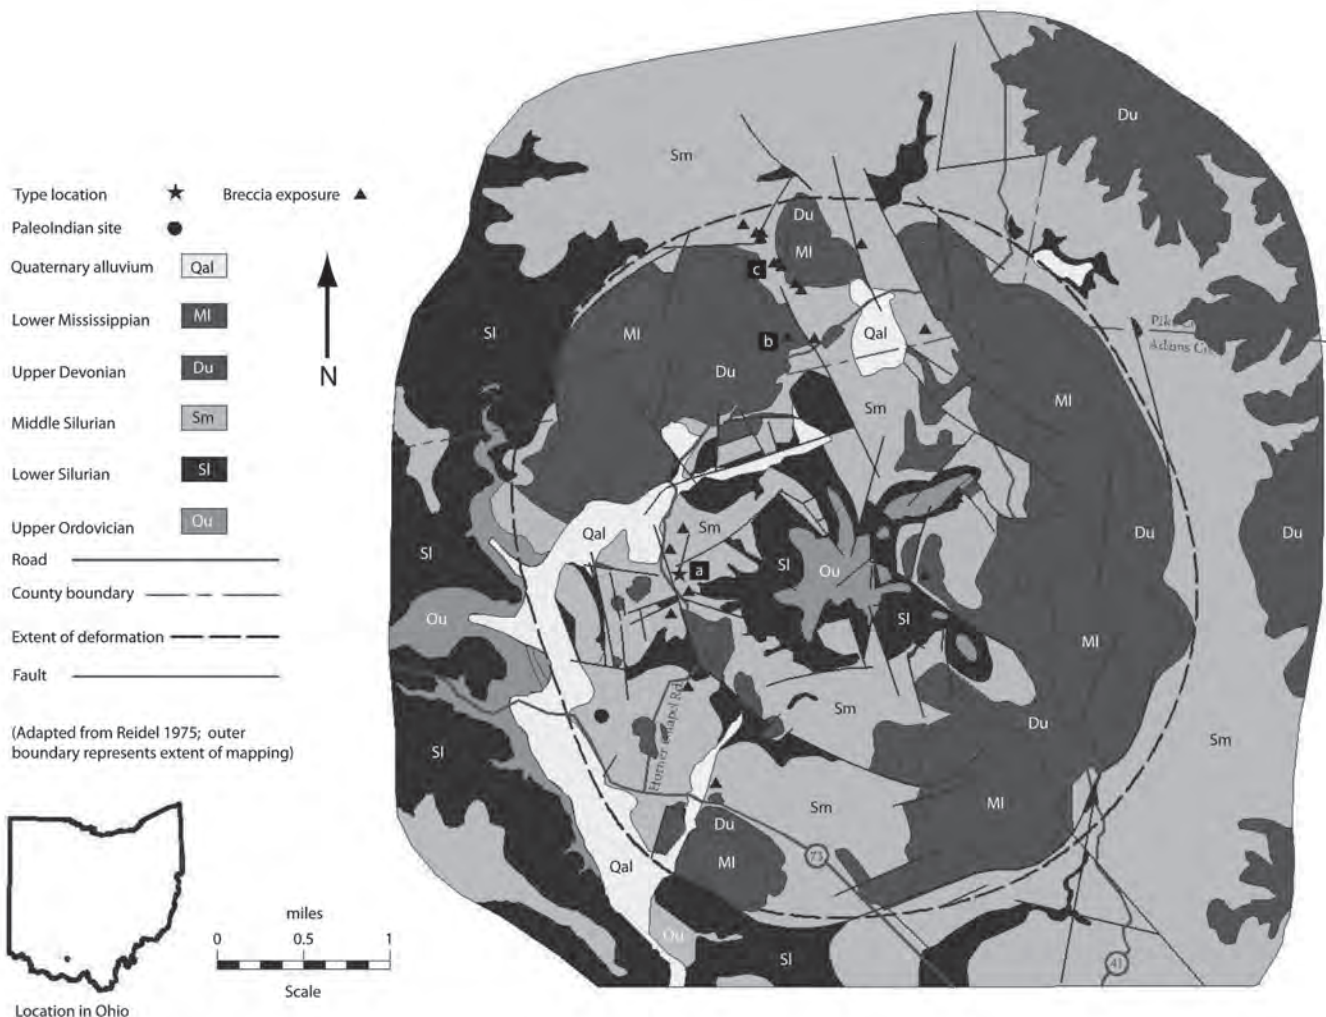 Type location
Breccia exposure
PaleoIndian site
Quaternary alluvium
Qal
Lower Mississippian
Ml
Upper Devonian
Du
Middle Silurian
Sm
Lower Silurian
Sl
Upper Ordovician
Ou
Road
County boundary
Extent of deformation
Fault
(Adapted from Reidel 1975; outer
boundary represents extent of mapping)
N
miles
0 0.5 1
Scale
Location in Ohio
Du
Sm
Du
Ml
c
Sl
Ml
b
Qal
Adams
Du
Ml
Sm
Qal
Sm
Du
Du
Sl
a
Sl
Ou
Ou
Sl
Ml
Du
Sm
Sm
Sl
Horner Chapel Rd
Ml
Sm
Du
Ml
Qal
73
Ou
Sl
41